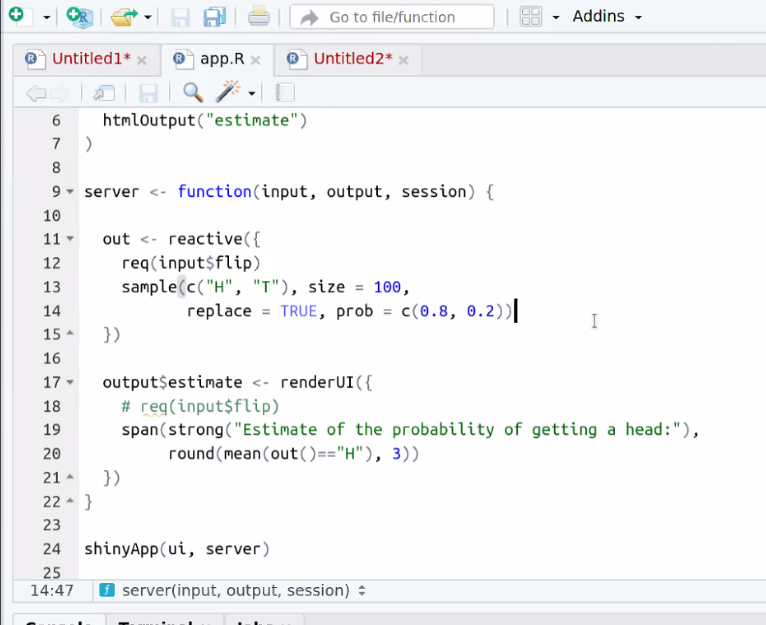 Go to file/function
Addins
Untitled1*
app.R
Untitled2*
6 htmlOutput("estimate")
7 )
8
9 server <- function(input, output, session) {
10
11 out <- reactive({
12 req(input$flip)
13 sample(c("H", "T"), size = 100,
14 replace = TRUE, prob = c(0.8, 0.2))
15 })
16
17 output$estimate <- renderUI({
18 # req(input$flip)
19 span(strong("Estimate of the probability of getting a head:"),
20 round(mean(out()=="H"), 3))
21 })
22 }
23
24 shinyApp(ui, server)
25
14:47 server(input, output, session)
Console Terminal Jobs